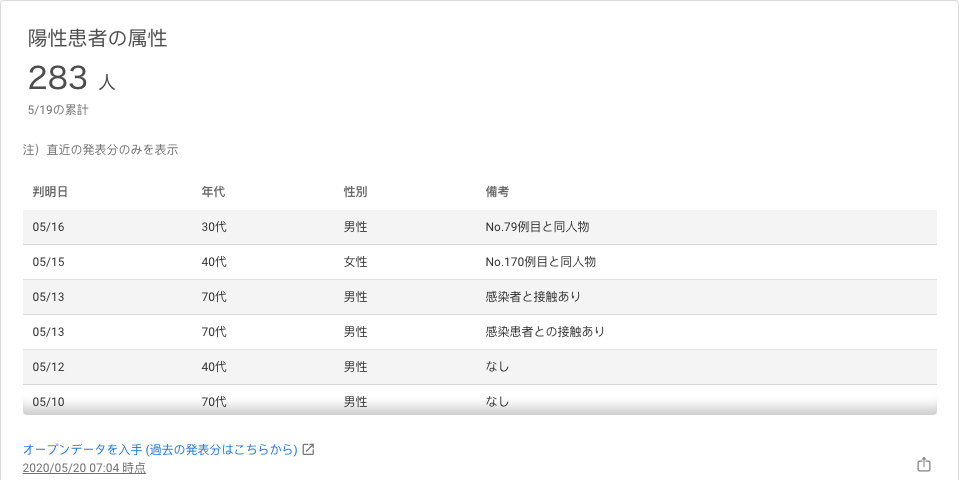 陽性患者の属性
283 人
5/19の累計
注）直近の発表分のみを表示
判明日 年代 性別 備考
05/16 30代 男性 No.79例目と同人物
05/15 40代 女性 No.170例目と同人物
05/13 70代 男性 感染者と接触あり
05/13 70代 男性 感染患者との接触あり
05/12 40代 男性 なし
05/10 70代 男性 なし
オープンデータを入手 (過去の発表分はこちらから)
2020/05/20 07:04 時点